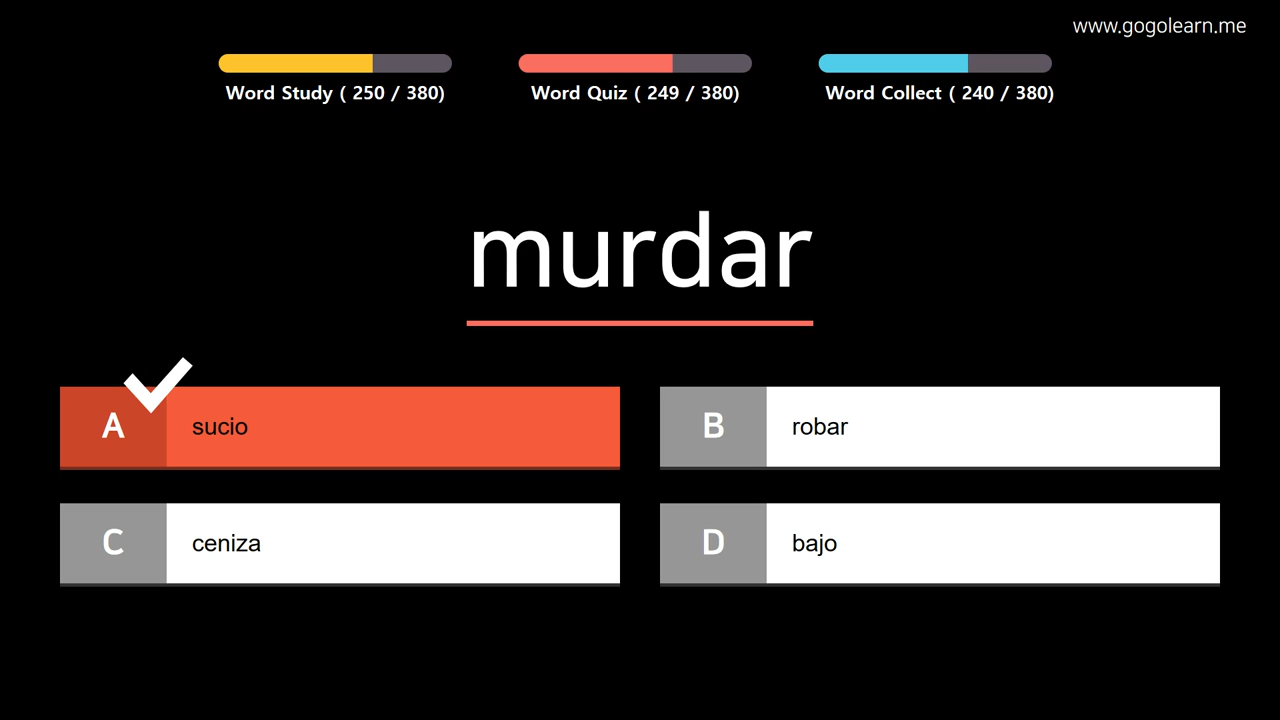 www.gogolearn.me
Word Study ( 250 / 380)
Word Quiz ( 249 / 380)
Word Collect ( 240 / 380)
murdar
A sucio
B robar
C ceniza
D bajo